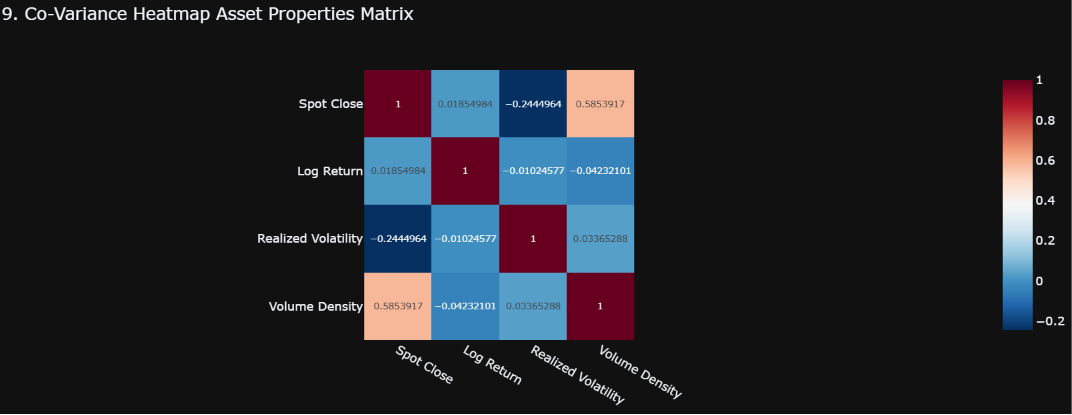 9. Co-Variance Heatmap Asset Properties Matrix
Spot Close 1 0.01854984 −0.2444964 0.5853917
Log Return 0.01854984 1 −0.01024577 −0.04232101
Realized Volatility −0.2444964 −0.01024577 1 0.03365288
Volume Density 0.5853917 −0.04232101 0.03365288 1
Spot Close Log Return Realized Volatility Volume Density
1
0.8
0.6
0.4
0.2
0
−0.2